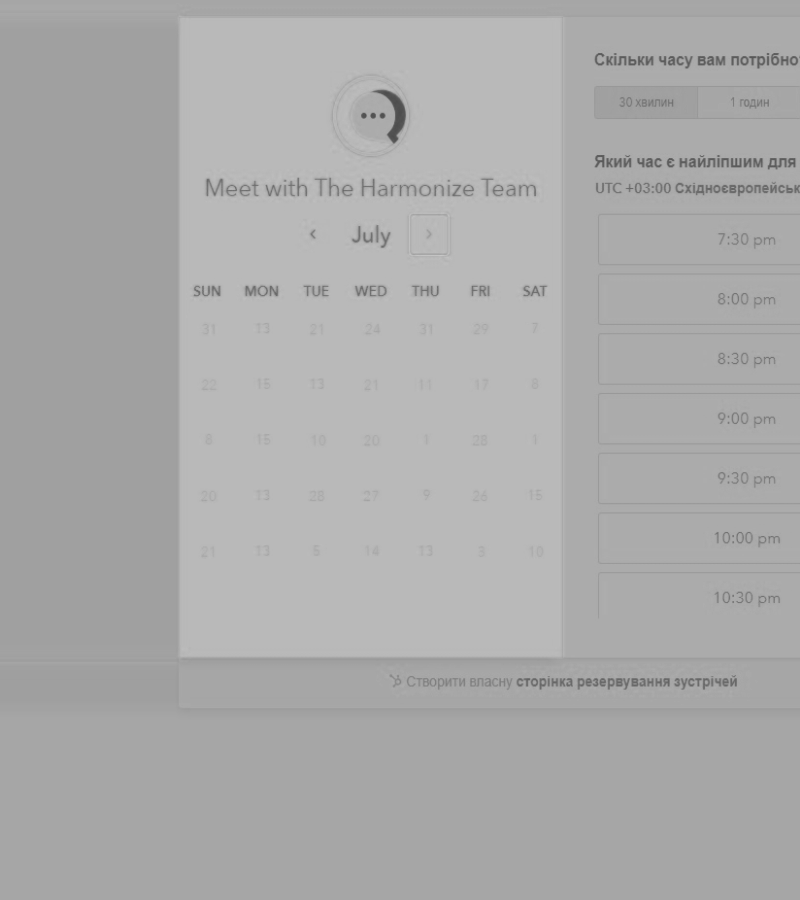 Meet with The Harmonize Team
July
SUN MON TUE WED THU FRI SAT
31 13 21 24 31 29 7
22 15 13 21 11 17 8
8 15 10 20 1 28 1
20 13 28 27 9 26 15
21 13 5 14 13 3 10
Скільки часу вам потрібно
30 хвилин 1 годин
Який час є найліпшим для
UTC +03:00
7:30 pm
8:00 pm
8:30 pm
9:00 pm
9:30 pm
10:00 pm
10:30 pm
Створити власну сторінка резервування зустрічей